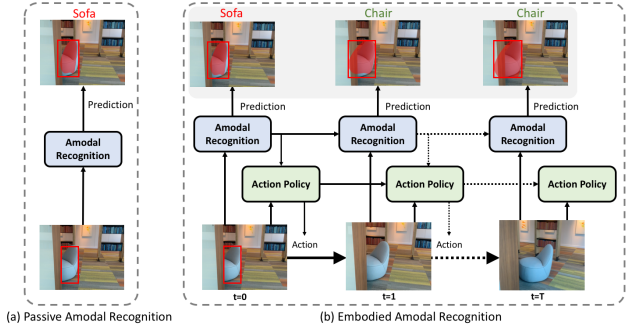 Sofa
Prediction
Amodal
Recognition
(a) Passive Amodal Recognition
Sofa
Chair
Chair
Prediction
Prediction
Prediction
Amodal
Recognition
Amodal
Recognition
Amodal
Recognition
Action Policy
Action Policy
Action Policy
Action
Action
t=0
t=1
t=T
(b) Embodied Amodal Recognition